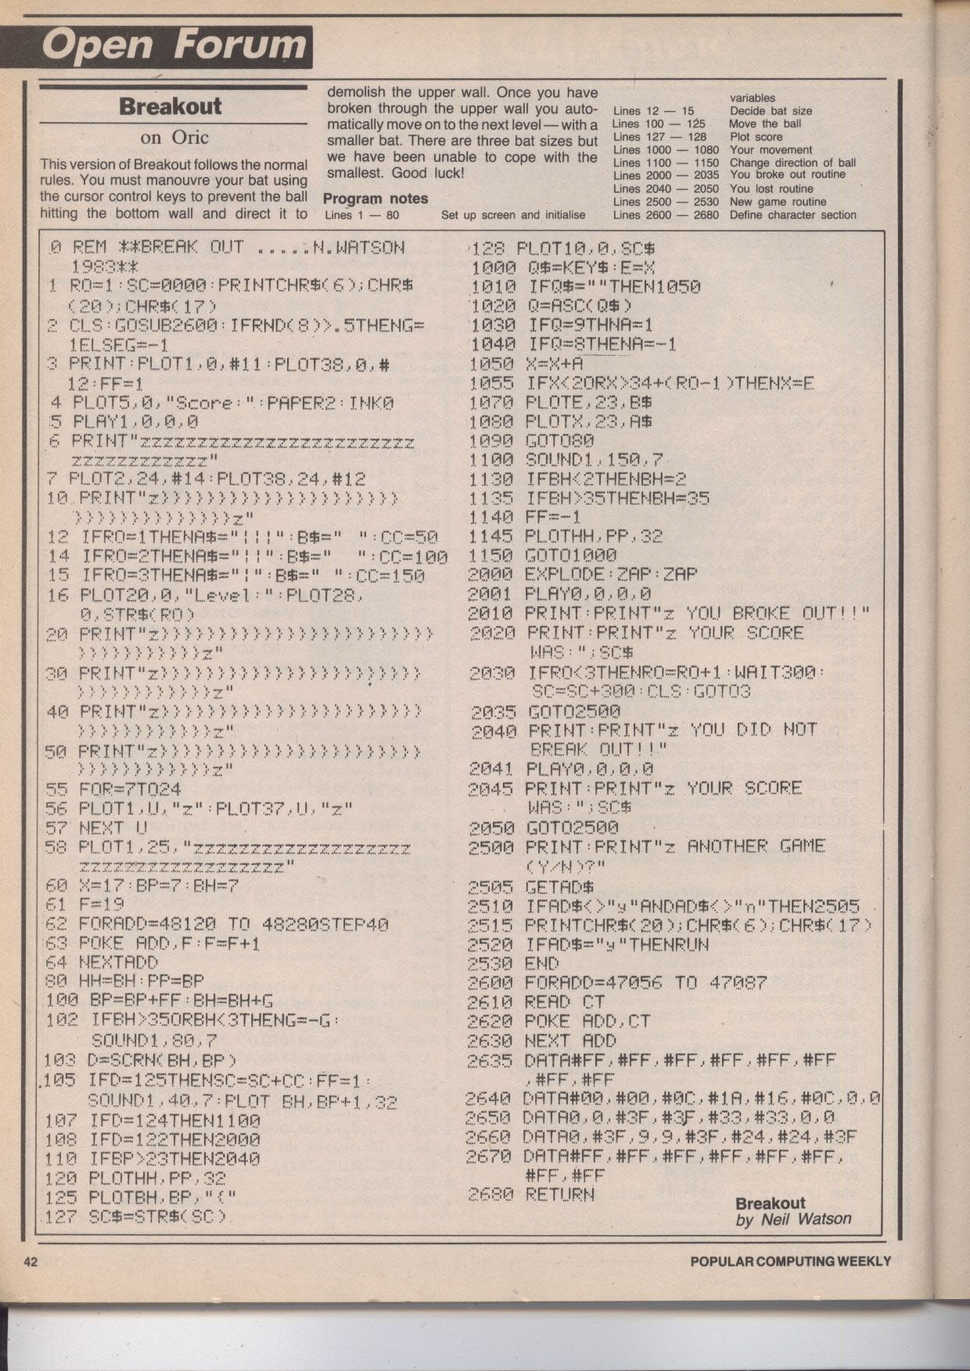 Open Forum
Breakout
on Oric
This version of Breakout follows the normal
rules. You must manouvre your bat using
the cursor control keys to prevent the ball
hitting the bottom wall and direct it to
demolish the upper wall. Once you have
broken through the upper wall you auto-
matically move on to the next level — with a
smaller bat. There are three bat sizes but
we have been unable to cope with the
smallest. Good luck!
Program notes
Lines 1 — 80 Set up screen and initialise
variables
Lines 12 — 15 Decide bat size
Lines 100 — 125 Move the ball
Lines 127 — 128 Plot score
Lines 1000 — 1080 Your movement
Lines 1100 — 1150 Change direction of ball
Lines 2000 — 2035 You broke out routine
Lines 2040 — 2050 You lost routine
Lines 2500 — 2530 New game routine
Lines 2600 — 2680 Define character section
0 REM **BREAK OUT .....N.WATSON
1983**
1 RO=1:SC=0000:PRINTCHR$(6);CHR$
(20);CHR$(17)
2 CLS:GOSUB2600:IFRND(8)>.5THENG=
1ELSEG=-1
3 PRINT:PLOT1,0,#11:PLOT38,0,#
12:FF=1
4 PLOT5,0,"Score:":PAPER2:INK0
5 PLAY1,0,0,0
6 PRINT"zzzzzzzzzzzzzzzzzzzzzzzz
zzzzzzzzzzzz"
7 PLOT2,24,#14:PLOT38,24,#12
10 PRINT"z}}}}}}}}}}}}}}}}}}}}}
}}}}}}}}}}}}}}z"
12 IFRO=1THENA$="|||":B$="   ":CC=50
14 IFRO=2THENA$="||":B$="  ":CC=100
15 IFRO=3THENA$="|":B$=" ":CC=150
16 PLOT20,0,"Level:":PLOT28,
0,STR$(RO)
20 PRINT"z}}}}}}}}}}}}}}}}}}}}}}}}
}}}}}}}}}}}z"
30 PRINT"z}}}}}}}}}}}}}}}}}}}}}}}
}}}}}}}}}}}}z"
40 PRINT"z}}}}}}}}}}}}}}}}}}}}}}}
}}}}}}}}}}}}z"
50 PRINT"z}}}}}}}}}}}}}}}}}}}}}}}
}}}}}}}}}}}}z"
55 FOR=7TO24
56 PLOT1,U,"z":PLOT37,U,"z"
57 NEXT U
58 PLOT1,25,"zzzzzzzzzzzzzzzzzzz
zzzzzzzzzzzzzzzzzz"
60 X=17:BP=7:BH=7
61 F=19
62 FORADD=48120 TO 48280STEP40
63 POKE ADD,F:F=F+1
64 NEXTADD
80 HH=BH:PP=BP
100 BP=BP+FF:BH=BH+G
102 IFBH>35ORBH<3THENG=-G:
SOUND1,80,7
103 D=SCRN(BH,BP)
105 IFD=125THENSC=SC+CC:FF=1:
SOUND1,40,7:PLOT BH,BP+1,32
107 IFD=124THEN1100
108 IFD=122THEN2000
110 IFBP>23THEN2040
120 PLOTHH,PP,32
125 PLOTBH,BP,"{"
127 SC$=STR$(SC)
128 PLOT10,0,SC$
1000 Q$=KEY$:E=X
1010 IFQ$=""THEN1050
1020 Q=ASC(Q$)
1030 IFQ=9THNA=1
1040 IFQ=8THENA=-1
1050 X=X+A
1055 IFX<2ORX>34+(RO-1)THENX=E
1070 PLOTE,23,B$
1080 PLOTX,23,A$
1090 GOTO80
1100 SOUND1,150,7
1130 IFBH<2THENBH=2
1135 IFBH>35THENBH=35
1140 FF=-1
1145 PLOTHH,PP,32
1150 GOTO1000
2000 EXPLODE:ZAP:ZAP
2001 PLAY0,0,0,0
2010 PRINT:PRINT"z YOU BROKE OUT!!"
2020 PRINT:PRINT"z YOUR SCORE
WAS:";SC$
2030 IFRO<3THENRO=RO+1:WAIT300:
SC=SC+300:CLS:GOTO3
2035 GOTO2500
2040 PRINT:PRINT"z YOU DID NOT
BREAK OUT!!"
2041 PLAY0,0,0,0
2045 PRINT:PRINT"z YOUR SCORE
WAS:";SC$
2050 GOTO2500
2500 PRINT:PRINT"z ANOTHER GAME
(Y/N)?"
2505 GETAD$
2510 IFAD$<>"y"ANDAD$<>"n"THEN2505
2515 PRINTCHR$(20);CHR$(6);CHR$(17)
2520 IFAD$="y"THENRUN
2530 END
2600 FORADD=47056 TO 47087
2610 READ CT
2620 POKE ADD,CT
2630 NEXT ADD
2635 DATA#FF,#FF,#FF,#FF,#FF,#FF
,#FF,#FF
2640 DATA#00,#00,#0C,#1A,#16,#0C,0,0
2650 DATA0,0,#3F,#3F,#33,#33,0,0
2660 DATA0,#3F,9,9,#3F,#24,#24,#3F
2670 DATA#FF,#FF,#FF,#FF,#FF,#FF,
#FF,#FF
2680 RETURN
Breakout
by Neil Watson
42
POPULAR COMPUTING WEEKLY